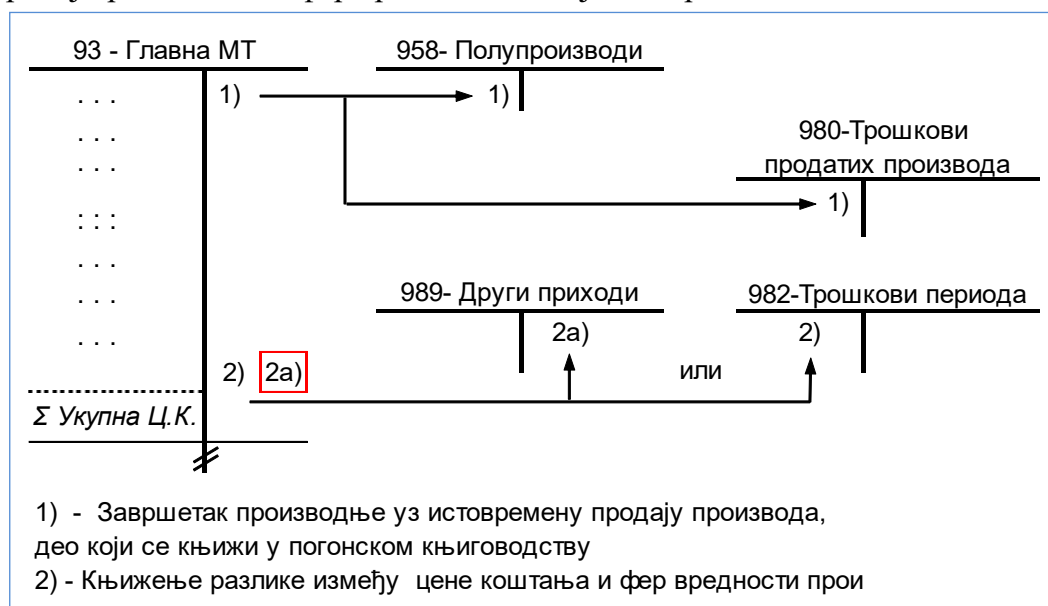 93 - Главна МТ
958- Полупроизводи
1)
1)
980-Трошкови
продатих производа
1)
. . .
. . .
. . .
: : :
. . .
. . .
. . .
989- Други приходи
982-Трошкови периода
2а)
2)
или
2) 2а)
Σ Укупна Ц.К.
1) - Завршетак производње уз истовремену продају производа,
део који се књижи у погонском књиговодству
2) - Књижење разлике између цене коштања и фер вредности прои